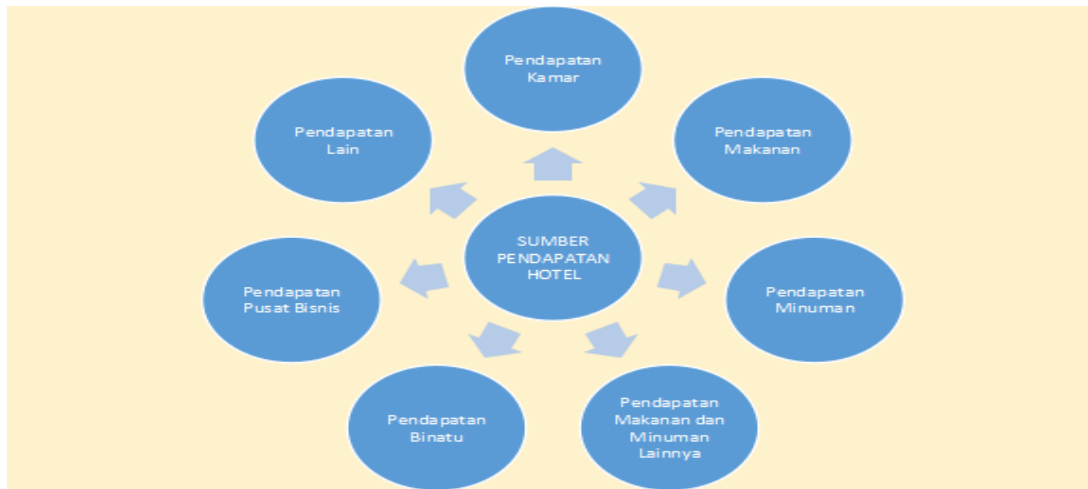 Pendapatan
Kamar
Pendapatan
Lain
Pendapatan
Makanan
SUMBER
PENDAPATAN
HOTEL
Pendapatan
Pusat Bisnis
Pendapatan
Minuman
Pendapatan
Binatu
Pendapatan
Makanan dan
Minuman
Lainnya